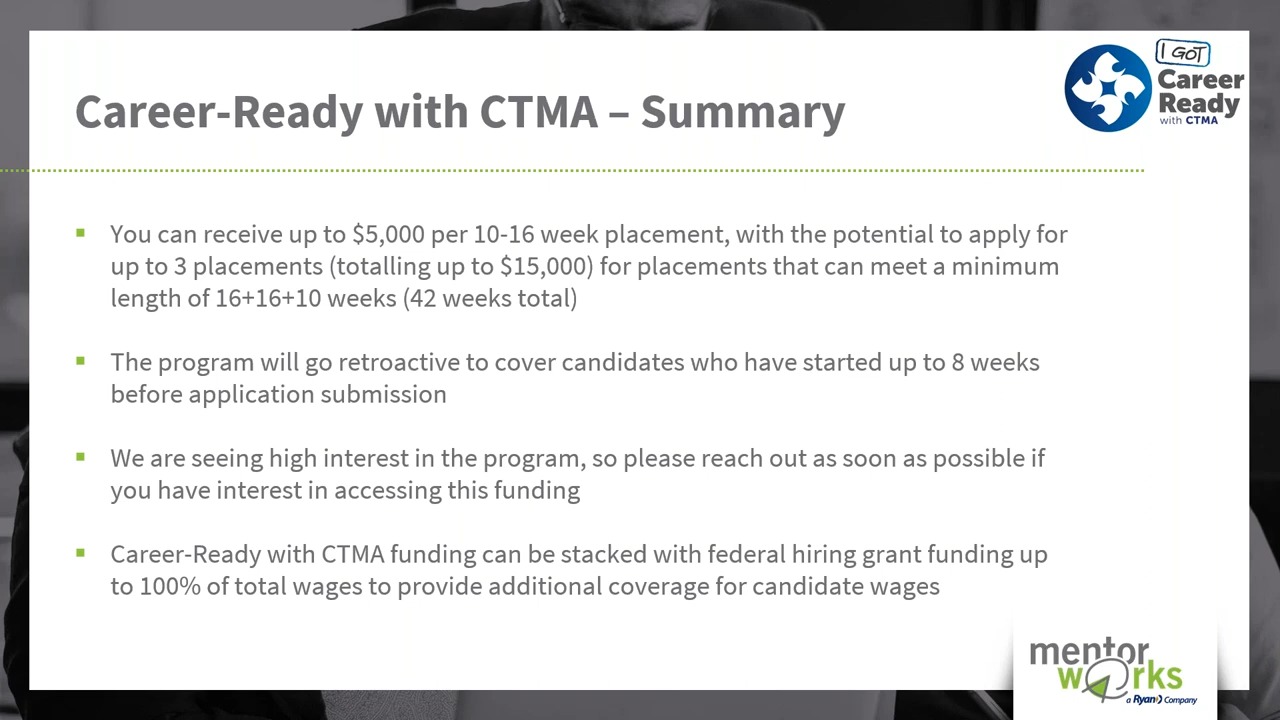 I GOT
Career
Ready
with CTMA
Career-Ready with CTMA – Summary
▪ You can receive up to $5,000 per 10-16 week placement, with the potential to apply for
up to 3 placements (totalling up to $15,000) for placements that can meet a minimum
length of 16+16+10 weeks (42 weeks total)
▪ The program will go retroactive to cover candidates who have started up to 8 weeks
before application submission
▪ We are seeing high interest in the program, so please reach out as soon as possible if
you have interest in accessing this funding
▪ Career-Ready with CTMA funding can be stacked with federal hiring grant funding up
to 100% of total wages to provide additional coverage for candidate wages
mentor
works
a Ryan Company